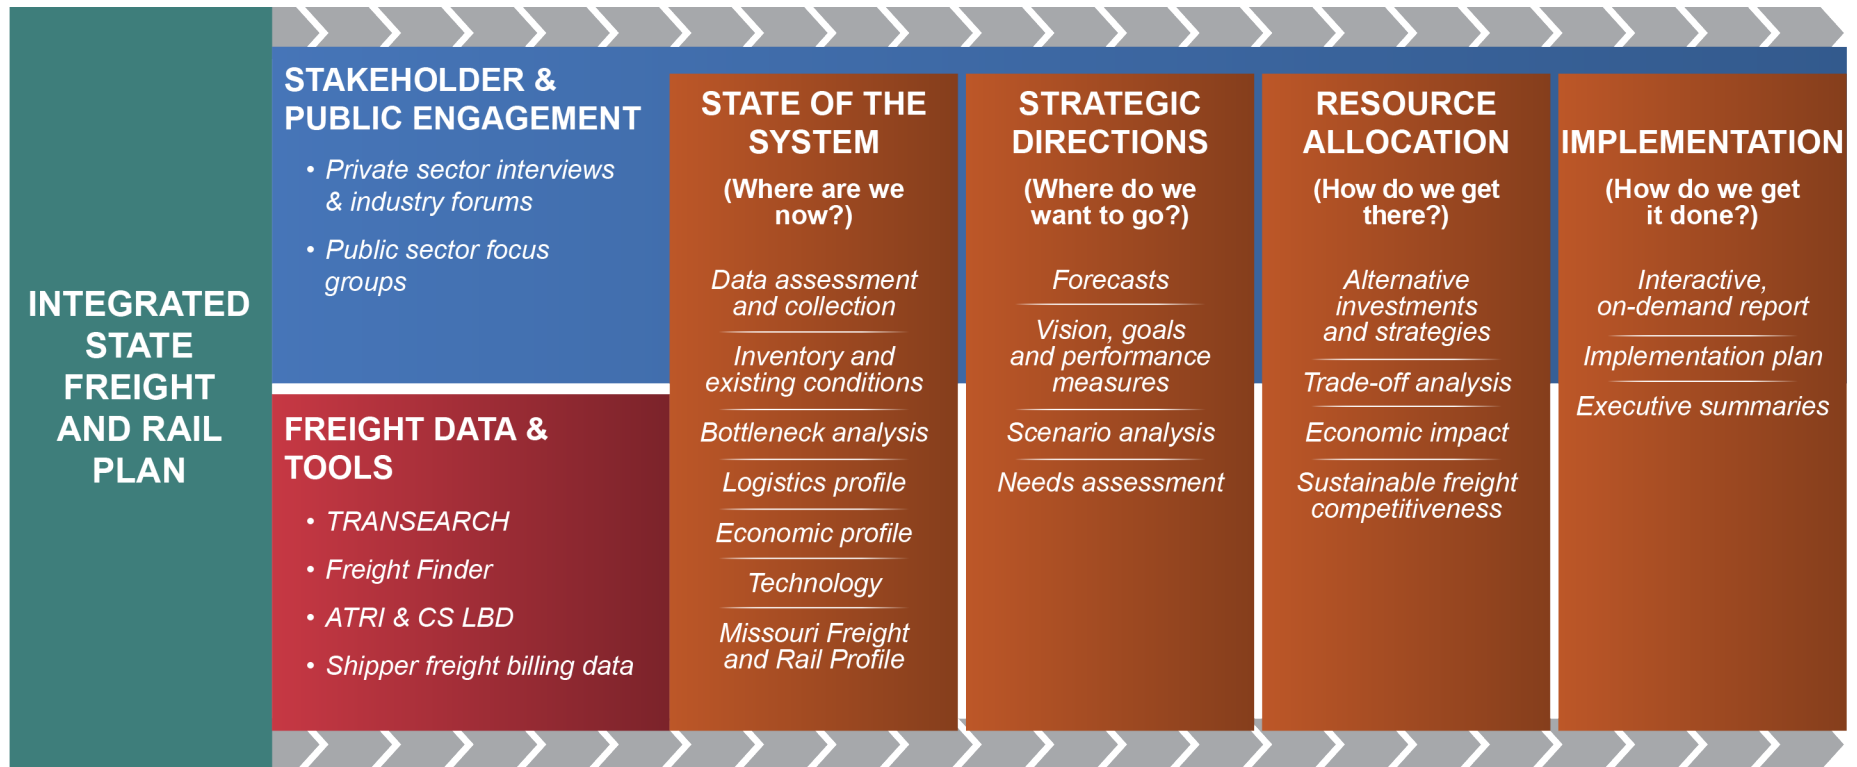 INTEGRATED
STATE
FREIGHT
AND RAIL
PLAN
STAKEHOLDER &
PUBLIC ENGAGEMENT
• Private sector interviews
& industry forums
• Public sector focus
groups
FREIGHT DATA &
TOOLS
• TRANSEARCH
• Freight Finder
• ATRI & CS LBD
• Shipper freight billing data
STATE OF THE
SYSTEM
(Where are we
now?)
Data assessment
and collection
Inventory and
existing conditions
Bottleneck analysis
Logistics profile
Economic profile
Technology
Missouri Freight
and Rail Profile
STRATEGIC
DIRECTIONS
(Where do we
want to go?)
Forecasts
Vision, goals
and performance
measures
Scenario analysis
Needs assessment
RESOURCE
ALLOCATION
(How do we get
there?)
Alternative
investments
and strategies
Trade-off analysis
Economic impact
Sustainable freight
competitiveness
IMPLEMENTATION
(How do we get
it done?)
Interactive,
on-demand report
Implementation plan
Executive summaries